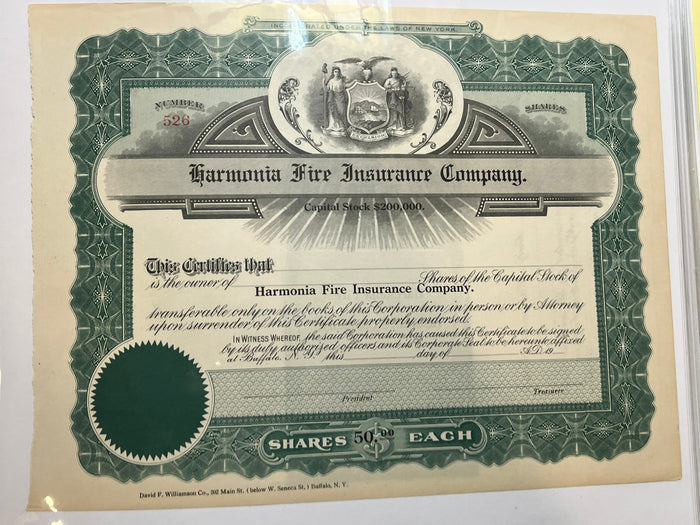 INCORPORATED UNDER THE LAWS OF NEW YORK.
NUMBER
526
SHARES
EXCELSIOR
Harmonia Fire Insurance Company.
Capital Stock $200,000.
This Certifies that
is the owner of Shares of the Capital Stock of
Harmonia Fire Insurance Company.
transferable only on the books of this Corporation in person or by Attorney
upon surrender of this Certificate properly endorsed.
IN WITNESS WHEREOF, the said Corporation has caused this Certificate to be signed
by its duly authorized officers and its Corporate Seal to be hereunto affixed
at Buffalo, N. Y. this day of A.D. 19
President
Treasurer
SHARES $50.00 EACH
David F. Williamson Co., 202 Main St. (below W. Seneca St.) Buffalo, N. Y.